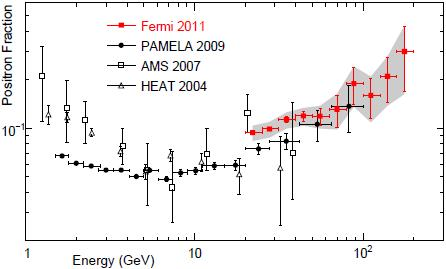 Positron Fraction
Fermi 2011
PAMELA 2009
AMS 2007
HEAT 2004
10⁻¹
1
10
10²
Energy (GeV)